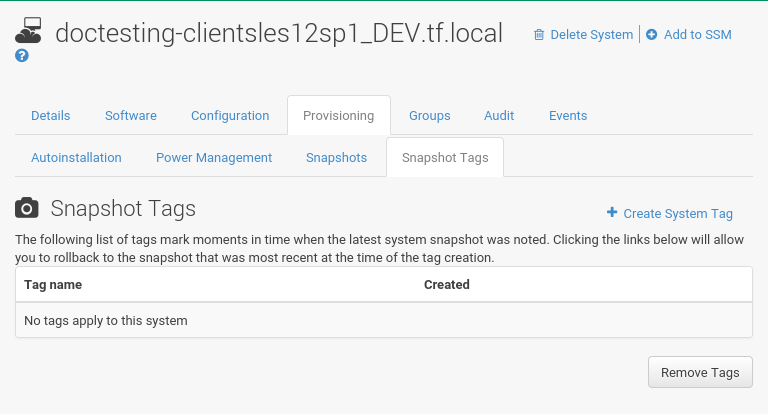 doctesting-clientsles12sp1_DEV.tf.local
Delete System | Add to SSM
?
Details Software Configuration Provisioning Groups Audit Events
Autoinstallation Power Management Snapshots Snapshot Tags
Snapshot Tags
+ Create System Tag
The following list of tags mark moments in time when the latest system snapshot was noted. Clicking the links below will allow
you to rollback to the snapshot that was most recent at the time of the tag creation.
Tag name Created
No tags apply to this system
Remove Tags